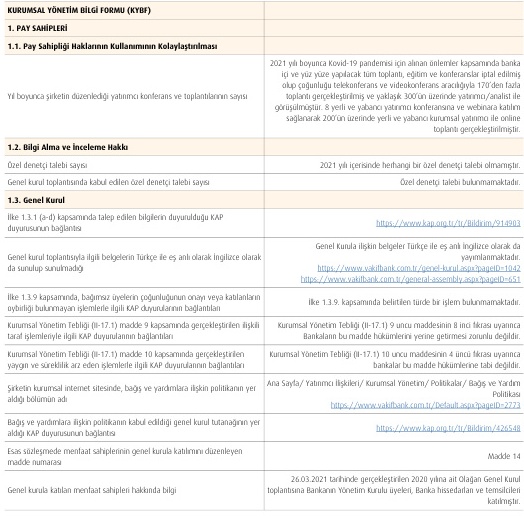 KURUMSAL YÖNETİM BİLGİ FORMU (KYBF)
1. PAY SAHİPLERİ
1.1. Pay Sahipliği Haklarının Kullanımının Kolaylaştırılması
Yıl boyunca şirketin düzenlediği yatırımcı konferans ve toplantılarının sayısı
2021 yılı boyunca Kovid-19 pandemisi için alınan önlemler kapsamında banka
içi ve yüz yüze yapılacak tüm toplantı, eğitim ve konferanslar iptal edilmiş
olup çoğunluğu telekonferans ve videokonferans aracılığıyla 170'den fazla
toplantı gerçekleştirilmiş ve yaklaşık 300'ün üzerinde yatırımcı/analist ile
görüşülmüştür. 8 yerli ve yabancı yatırımcı konferansına ve webinara katılım
sağlanarak 200'ün üzerinde yerli ve yabancı kurumsal yatırımcı ile online
toplantı gerçekleştirilmiştir.
1.2. Bilgi Alma ve İnceleme Hakkı
Özel denetçi talebi sayısı
2021 yılı içerisinde herhangi bir özel denetçi talebi olmamıştır.
Genel kurul toplantısında kabul edilen özel denetçi talebi sayısı
Özel denetçi talebi bulunmamaktadır.
1.3. Genel Kurul
İlke 1.3.1 (a-d) kapsamında talep edilen bilgilerin duyurulduğu KAP
duyurusunun bağlantısı
https://www.kap.org.tr/tr/Bildirim/914903
Genel kurul toplantısıyla ilgili belgelerin Türkçe ile eş anlı olarak İngilizce olarak
da sunulup sunulmadığı
Genel Kurula ilişkin belgeler Türkçe ile eş anlı İngilizce olarak da
yayımlanmaktadır.
https://www.vakifbank.com.tr/genel-kurul.aspx?pageID=1042
https://www.vakifbank.com.tr/general-assembly.aspx?pageID=651
İlke 1.3.9 kapsamında, bağımsız üyelerin çoğunluğunun onayı veya katılanların
oybirliği bulunmayan işlemlerle ilgili KAP duyurularının bağlantıları
İlke 1.3.9. kapsamında belirtilen türde bir işlem bulunmamaktadır.
Kurumsal Yönetim Tebliği (II-17.1) madde 9 kapsamında gerçekleştirilen ilişkili
taraf işlemleriyle ilgili KAP duyurularının bağlantıları
Kurumsal Yönetim Tebliği (II-17.1) 9 uncu maddesinin 8 inci fıkrası uyarınca
Bankaların bu madde hükümlerini yerine getirmesi zorunlu değildir.
Kurumsal Yönetim Tebliği (II-17.1) madde 10 kapsamında gerçekleştirilen
yaygın ve süreklilik arz eden işlemlerle ilgili KAP duyurularının bağlantıları
Kurumsal Yönetim Tebliği (II-17.1) 10 uncu maddesinin 4 üncü fıkrası uyarınca
bankalar bu madde hükümlerine tabi değildir.
Şirketin kurumsal internet sitesinde, bağış ve yardımlara ilişkin politikanın yer
aldığı bölümün adı
Ana Sayfa/ Yatırımcı İlişkileri/ Kurumsal Yönetim/ Politikalar/ Bağış ve Yardım
Politikası
https://www.vakifbank.com.tr/Default.aspx?pageID=2773
Bağış ve yardımlara ilişkin politikanın kabul edildiği genel kurul tutanağının yer
aldığı KAP duyurusunun bağlantısı
https://www.kap.org.tr/tr/Bildirim/426548
Esas sözleşmede menfaat sahiplerinin genel kurula katılımını düzenleyen
madde numarası
Madde 14
Genel kurula katılan menfaat sahipleri hakkında bilgi
26.03.2021 tarihinde gerçekleştirilen 2020 yılına ait Olağan Genel Kurul
toplantısına Bankanın Yönetim Kurulu üyeleri, Banka hissedarları ve temsilcileri
katılmıştır.